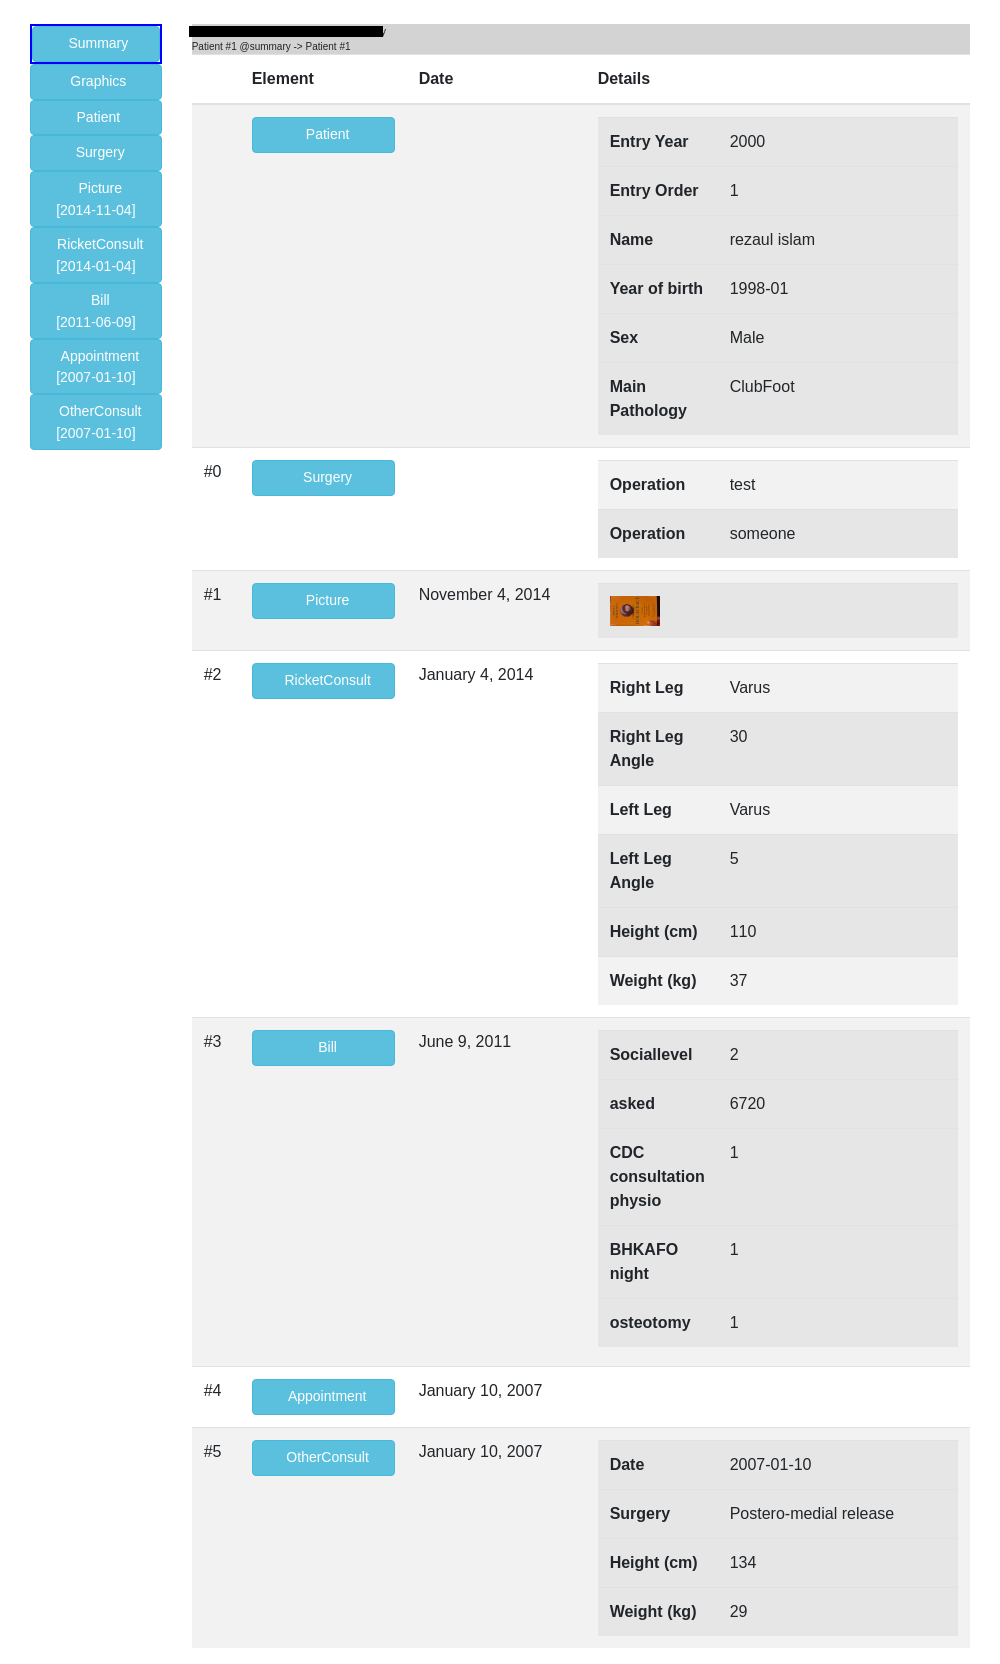 Summary
Graphics
Patient
Surgery
Picture
[2014-11-04]
RicketConsult
[2014-01-04]
Bill
[2011-06-09]
Appointment
[2007-01-10]
OtherConsult
[2007-01-10]
Patient #1 @summary -> Patient #1
Element Date Details
Patient
Entry Year 2000
Entry Order 1
Name rezaul islam
Year of birth 1998-01
Sex Male
Main ClubFoot
Pathology
#0 Surgery
Operation test
Operation someone
#1 Picture November 4, 2014
#2 RicketConsult January 4, 2014
Right Leg Varus
Right Leg 30
Angle
Left Leg Varus
Left Leg 5
Angle
Height (cm) 110
Weight (kg) 37
#3 Bill June 9, 2011
Sociallevel 2
asked 6720
CDC 1
consultation
physio
BHKAFO 1
night
osteotomy 1
#4 Appointment January 10, 2007
#5 OtherConsult January 10, 2007
Date 2007-01-10
Surgery Postero-medial release
Height (cm) 134
Weight (kg) 29